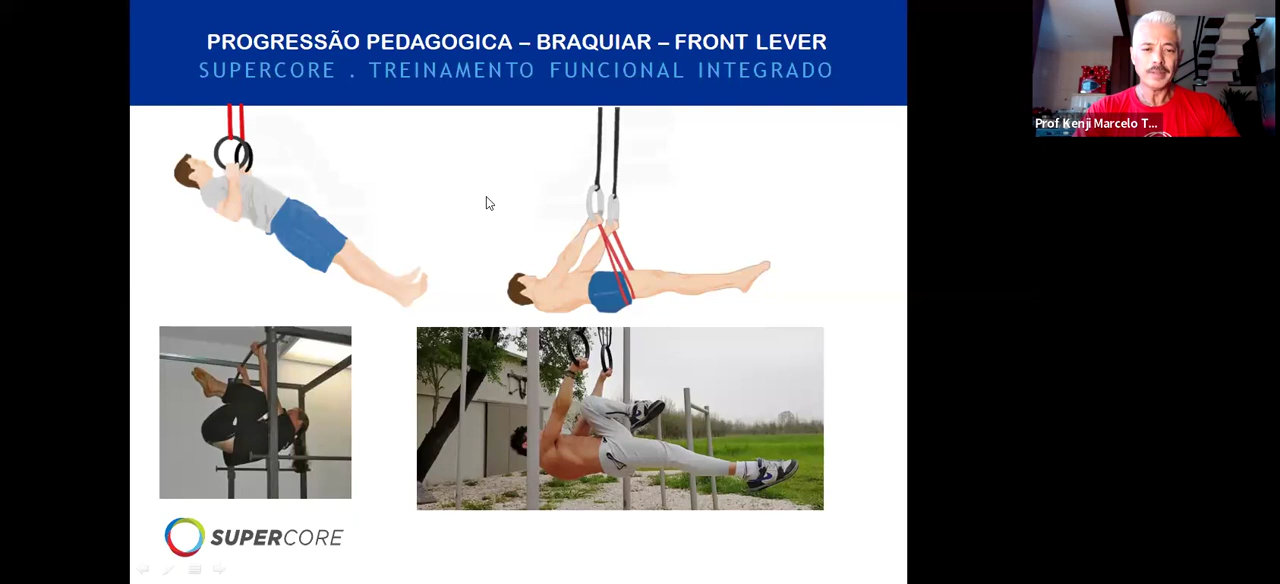 PROGRESSÃO PEDAGOGICA – BRAQUIAR – FRONT LEVER
SUPERCORE . TREINAMENTO FUNCIONAL INTEGRADO
Prof Kenji Marcelo T...
SUPERCORE